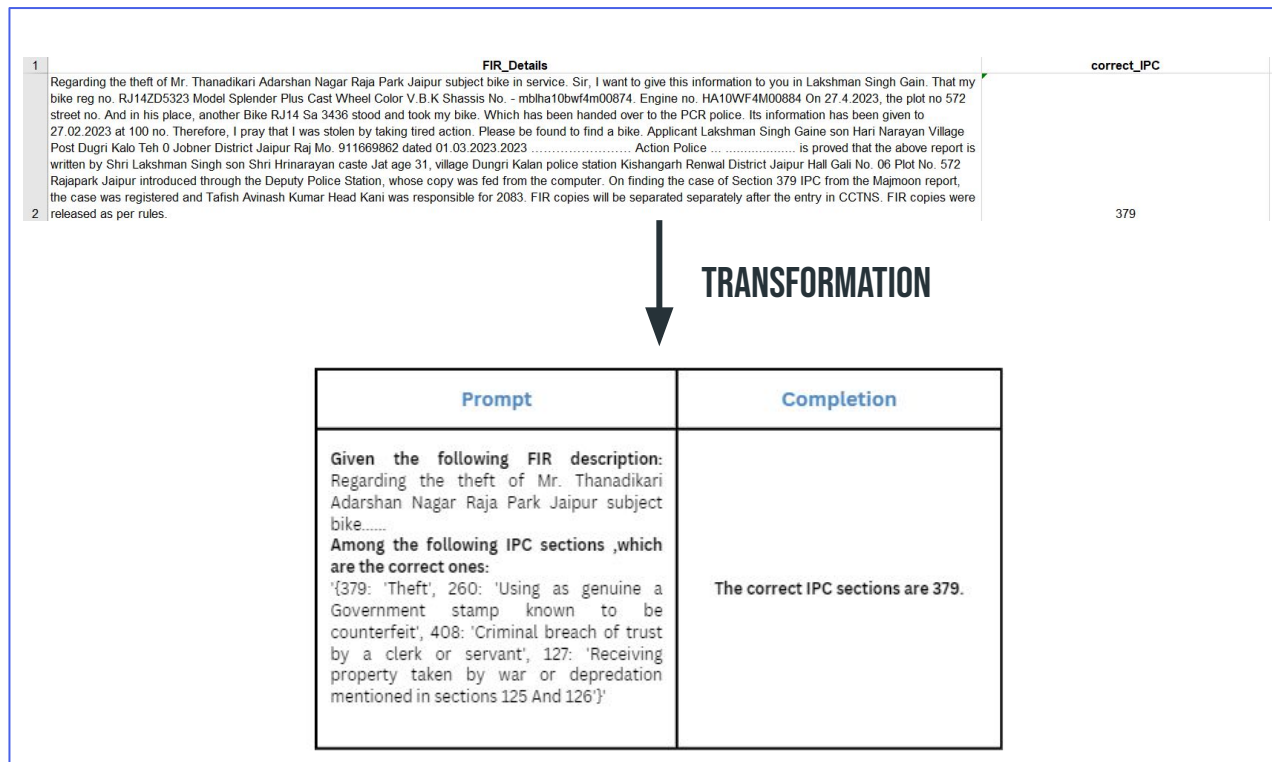 1 FIR_Details correct_IPC
Regarding the theft of Mr. Thanadikari Adarshan Nagar Raja Park Jaipur subject bike in service. Sir, I want to give this information to you in Lakshman Singh Gain. That my
bike reg no. RJ14ZD5323 Model Splender Plus Cast Wheel Color V.B.K Shassis No. - mblha10bwf4m00874. Engine no. HA10WF4M00884 On 27.4.2023, the plot no 572
street no. And in his place, another Bike RJ14 Sa 3436 stood and took my bike. Which has been handed over to the PCR police. Its information has been given to
27.02.2023 at 100 no. Therefore, I pray that I was stolen by taking tired action. Please be found to find a bike. Applicant Lakshman Singh Gaine son Hari Narayan Village
Post Dugri Kalo Teh 0 Jobner District Jaipur Raj Mo. 911669862 dated 01.03.2023.2023 ........................ Action Police ... ..................... is proved that the above report is
written by Shri Lakshman Singh son Shri Hrinarayan caste Jat age 31, village Dungri Kalan police station Kishangarh Renwal District Jaipur Hall Gali No. 06 Plot No. 572
Rajapark Jaipur introduced through the Deputy Police Station, whose copy was fed from the computer. On finding the case of Section 379 IPC from the Majmoon report,
the case was registered and Tafish Avinash Kumar Head Kani was responsible for 2083. FIR copies will be separated separately after the entry in CCTNS. FIR copies were
2 released as per rules. 379
TRANSFORMATION
Prompt Completion
Given the following FIR description:
Regarding the theft of Mr. Thanadikari
Adarshan Nagar Raja Park Jaipur subject
bike......
Among the following IPC sections ,which
are the correct ones:
'{379: 'Theft', 260: 'Using as genuine a
Government stamp known to be
counterfeit', 408: 'Criminal breach of trust
by a clerk or servant', 127: 'Receiving
property taken by war or depredation
mentioned in sections 125 And 126'}'
The correct IPC sections are 379.